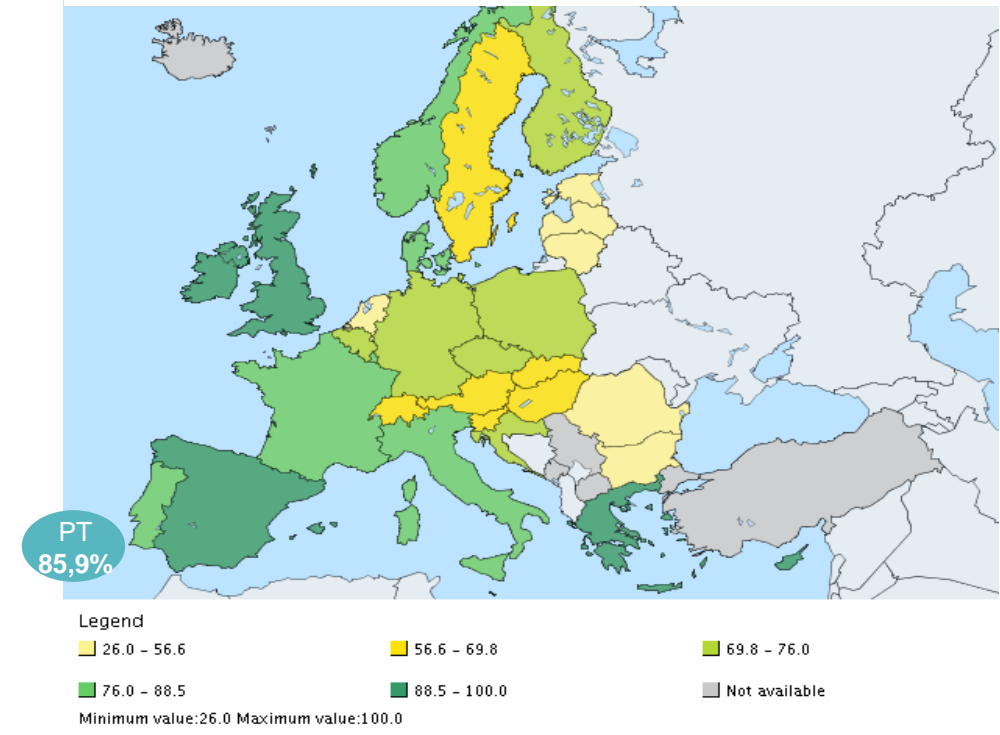 PT
85,9%
Legend
26.0 - 56.6
56.6 - 69.8
69.8 - 76.0
76.0 - 88.5
88.5 - 100.0
Not available
Minimum value:26.0 Maximum value:100.0